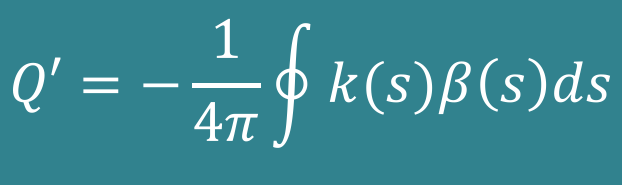 Q′ = − 1/4π ∮ k(s)β(s)ds